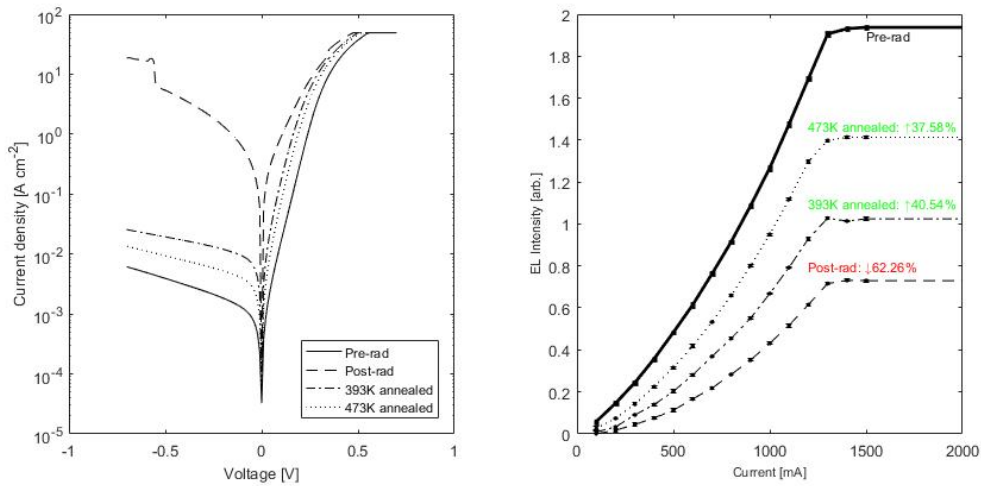 10^2
10^1
10^0
10^-1
10^-2
10^-3
10^-4
10^-5
Current density [A cm^-2]
-1
-0.5
0
0.5
1
Voltage [V]
Pre-rad
Post-rad
393K annealed
473K annealed
2
1.8
1.6
1.4
1.2
1
0.8
0.6
0.4
0.2
0
EL Intensity [arb.]
Pre-rad
473K annealed: ↑37.58%
393K annealed: ↑40.54%
Post-rad: ↓62.26%
0
500
1000
1500
2000
Current [mA]